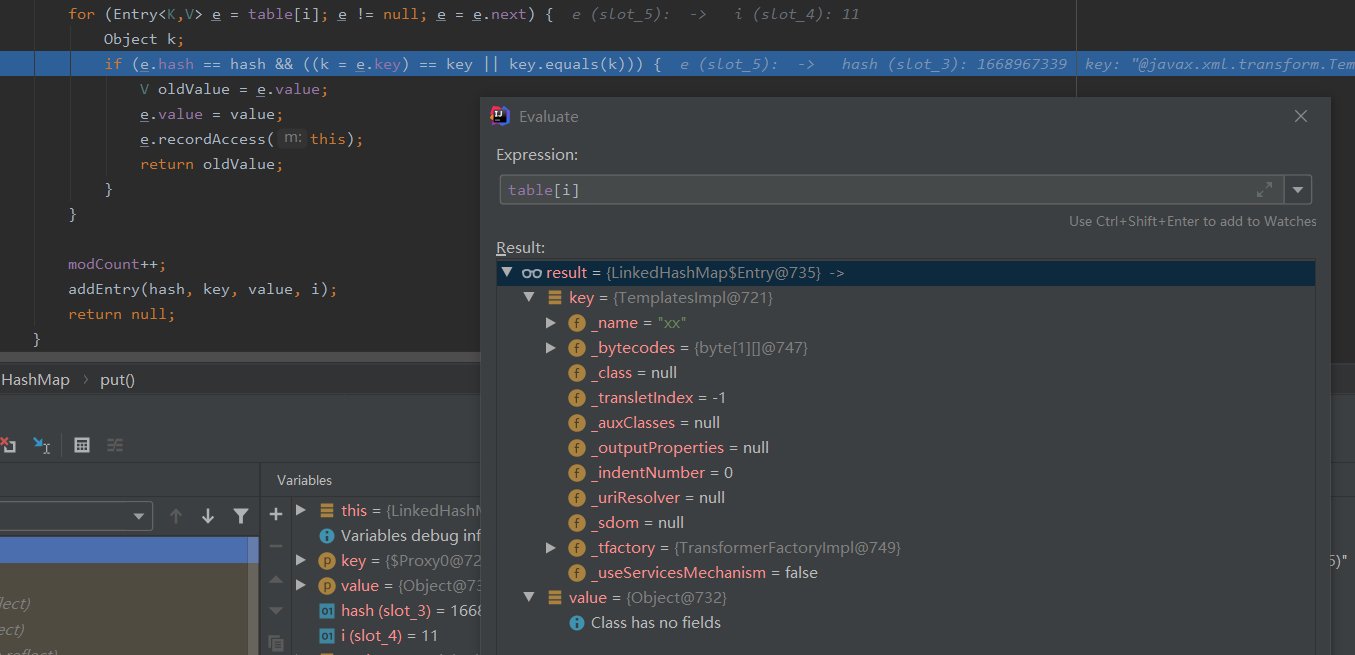 for (Entry<K,V> e = table[i]; e != null; e = e.next) { e (slot_5): -> i (slot_4): 11
Object k;
if (e.hash == hash && ((k = e.key) == key || key.equals(k))) { e (slot_5): -> hash (slot_3): 1668967339 key: "@javax.xml.transform.Tem
V oldValue = e.value;
e.value = value;
e.recordAccess( m: this);
return oldValue;
}
}
modCount++;
addEntry(hash, key, value, i);
return null;
}
HashMap › put()
Evaluate
Expression:
table[i]
Use Ctrl+Shift+Enter to add to Watches
Result:
result = {LinkedHashMap$Entry@735} ->
key = {TemplatesImpl@721}
_name = "xx"
_bytecodes = {byte[1][]@747}
_class = null
_transletIndex = -1
_auxClasses = null
_outputProperties = null
_indentNumber = 0
_uriResolver = null
_sdom = null
_tfactory = {TransformerFactoryImpl@749}
_useServicesMechanism = false
value = {Object@732}
Class has no fields
Variables
this = {LinkedHashM
Variables debug inf
key = {$Proxy0@72
value = {Object@73
hash (slot_3) = 1668
i (slot_4) = 11
lect)
ect)
5)"